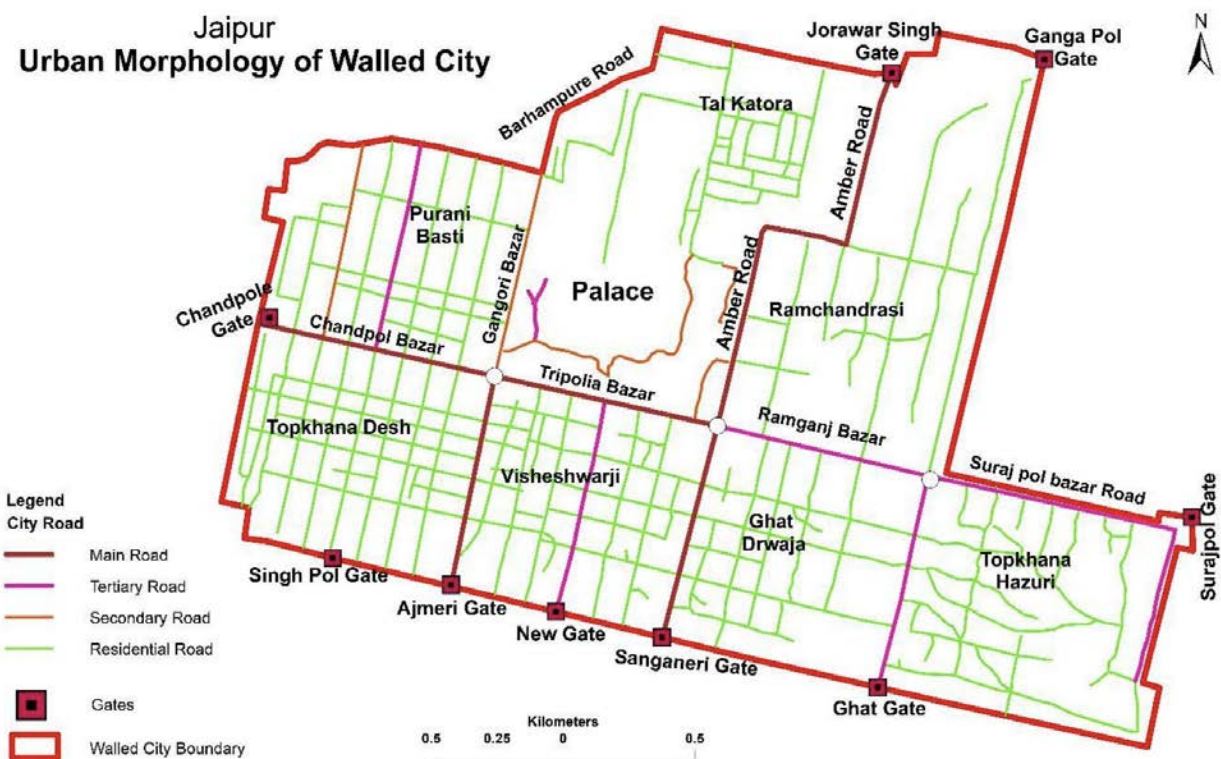 Jaipur
Urban Morphology of Walled City
N
Jorawar Singh
Gate
Ganga Pol
Gate
Barhampure Road
Tal Katora
Amber Road
Purani
Basti
Gangori Bazar
Palace
Amber Road
Ramchandrasi
Chandpole
Gate
Chandpol Bazar
Tripolia Bazar
Ramganj Bazar
Topkhana Desh
Visheshwarji
Suraj pol bazar Road
Surajpol Gate
Ghat
Drwaja
Topkhana
Hazuri
Singh Pol Gate
Ajmeri Gate
New Gate
Sanganeri Gate
Ghat Gate
Legend
City Road
Main Road
Tertiary Road
Secondary Road
Residential Road
Gates
Walled City Boundary
Kilometers
0.5 0.25 0 0.5